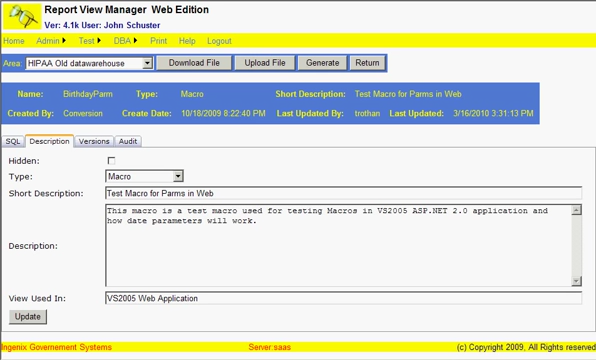 Report View Manager Web Edition
Ver: 4.1k User: John Schuster
Home Admin Test DBA Print Help Logout
Area: HIPAA Old datawarehouse Download File Upload File Generate Return
Name: BirthdayParm Type: Macro Short Description: Test Macro for Parms in Web
Created By: Conversion Create Date: 10/18/2009 8:22:40 PM Last Updated By: trothan Last Updated: 3/16/2010 3:31:13 PM
SQL Description Versions Audit
Hidden:
Type: Macro
Short Description: Test Macro for Parms in Web
This macro is a test macro used for testing Macros in VS2005 ASP.NET 2.0 application and
how date parameters will work.
Description:
View Used In: VS2005 Web Application
Update
Ingenix Governement Systems Server:saas (c) Copyright 2009, All Rights reserved